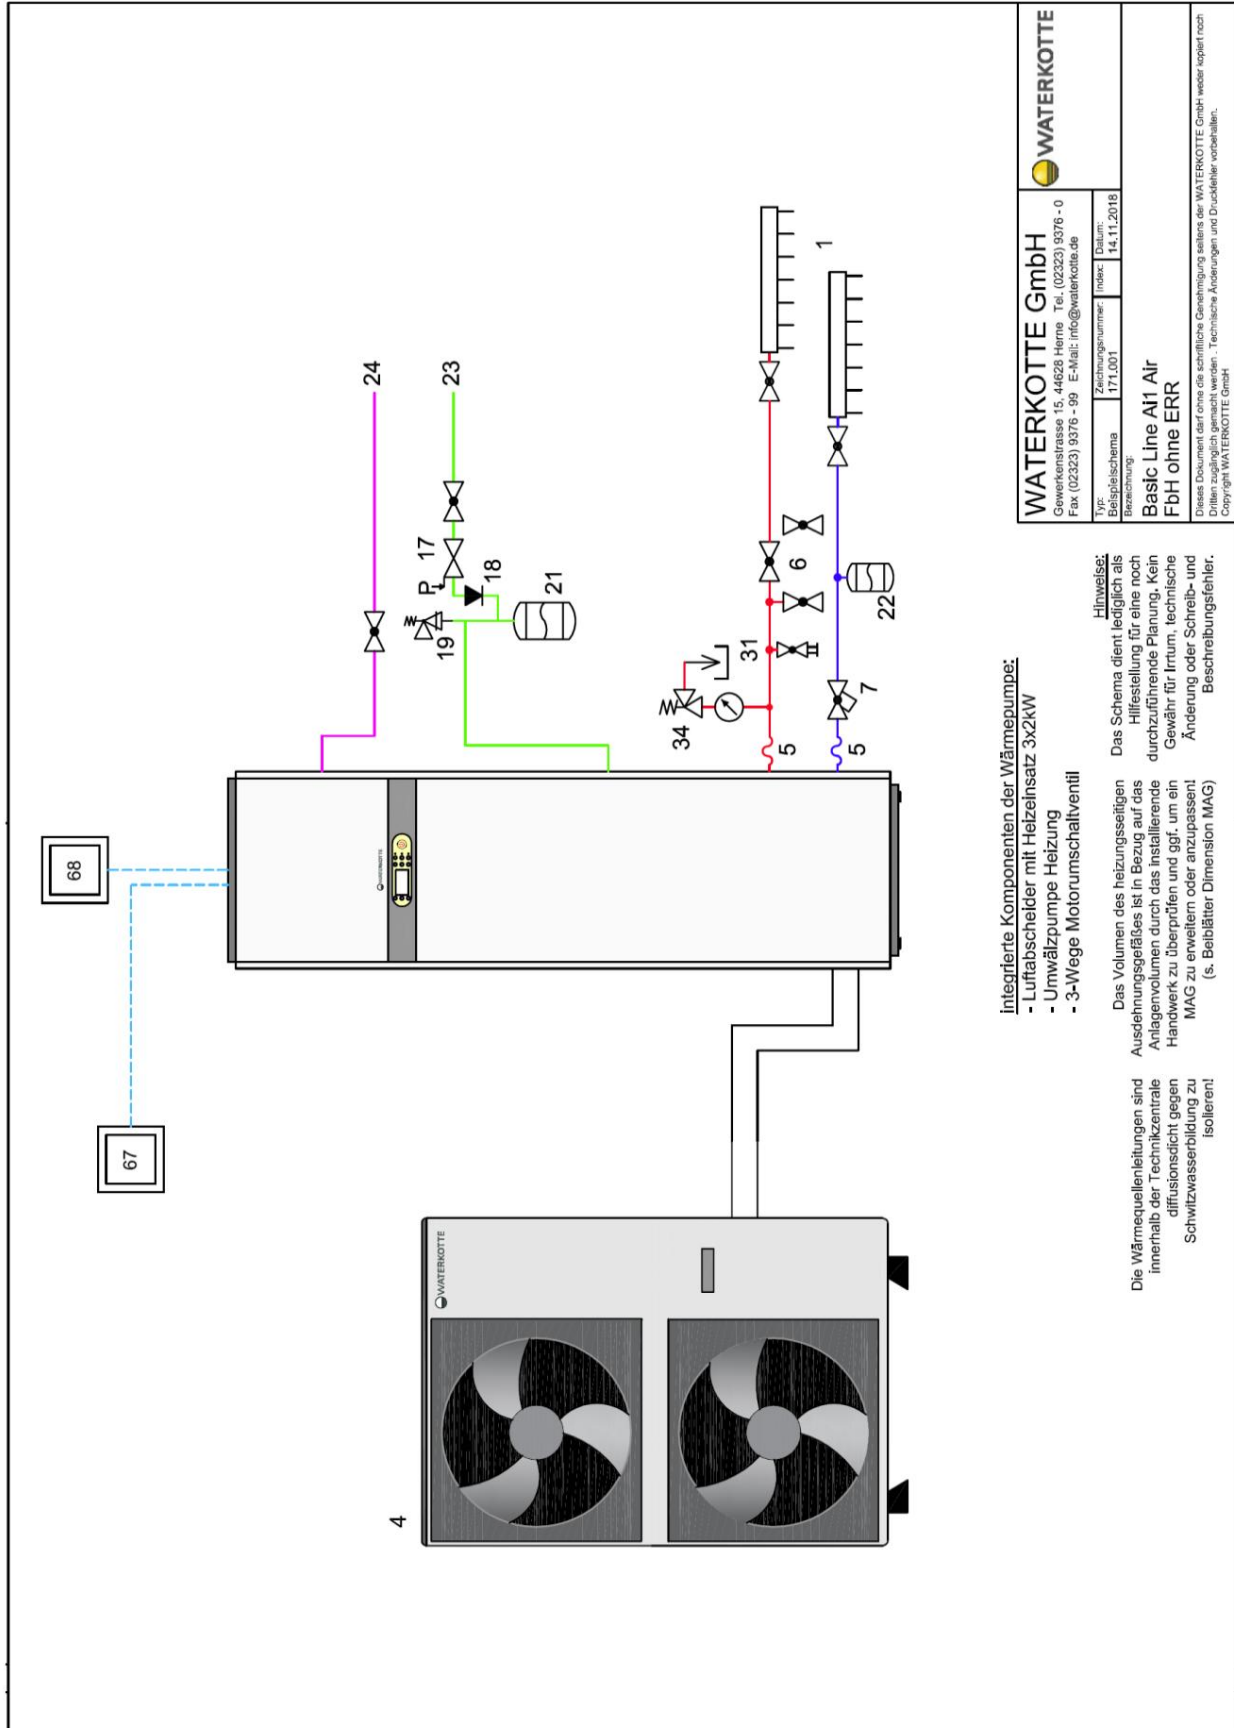 68
67
WATERKOTTE
4
WATERKOTTE
24
23
17
P
18
19
21
34
31
6
1
5
5
7
22
integrierte Komponenten der Wärmepumpe:
- Luftabscheider mit Heizeinsatz 3x2kW
- Umwälzpumpe Heizung
- 3-Wege Motorumschaltventil
Die Wärmequellenleitungen sind
innerhalb der Technikzentrale
diffusionsdicht gegen
Schwitzwasserbildung zu
isolieren!
Das Volumen des heizungsseitigen
Ausdehnungsgefäßes ist in Bezug auf das
Anlagenvolumen durch das installierende
Handwerk zu überprüfen und ggf. um ein
MAG zu erweitern oder anzupassen!
(s. Beiblätter Dimension MAG)
Hinweise:
Das Schema dient lediglich als
Hilfestellung für eine noch
durchzuführende Planung. Kein
Gewähr für Irrtum, technische
Änderung oder Schreib- und
Beschreibungsfehler.
WATERKOTTE GmbH
Gewerkenstrasse 15, 44628 Herne Tel. (02323) 9376 - 0
Fax (02323) 9376 - 99 E-Mail: info@waterkotte.de
WATERKOTTE
Typ: Zeichnungsnummer: Index: Datum:
Beispielschema 171.001 14.11.2018
Bezeichnung:
Basic Line Ai1 Air
FbH ohne ERR
Dieses Dokument darf ohne die schriftliche Genehmigung seitens der WATERKOTTE GmbH weder kopiert noch
Dritten zugänglich gemacht werden . Technische Änderungen und Druckfehler vorbehalten.
Copyright WATERKOTTE GmbH